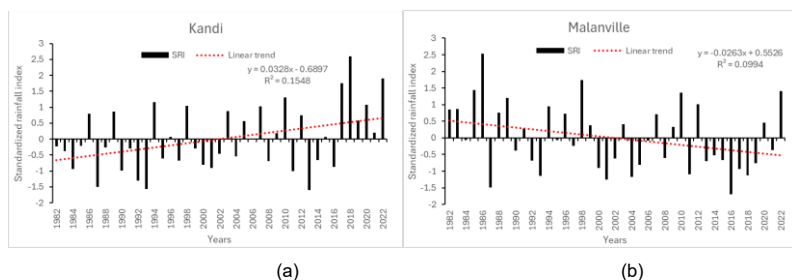 Kandi
SRI Linear trend
y = 0.0328x - 0.6897
R² = 0.1548
Standardized rainfall index
3
2.5
2
1.5
1
0.5
0
-0.5
-1
-1.5
-2
1982 1984 1986 1988 1990 1992 1994 1996 1998 2000 2002 2004 2006 2008 2010 2012 2014 2016 2018 2020 2022
Years
(a)
Malanville
SRI Linear trend
y = -0.0263x + 0.5526
R² = 0.0994
Standardized rainfall index
3
2.5
2
1.5
1
0.5
0
-0.5
-1
-1.5
-2
1982 1984 1986 1988 1990 1992 1994 1996 1998 2000 2002 2004 2006 2008 2010 2012 2014 2016 2018 2020 2022
Years
(b)